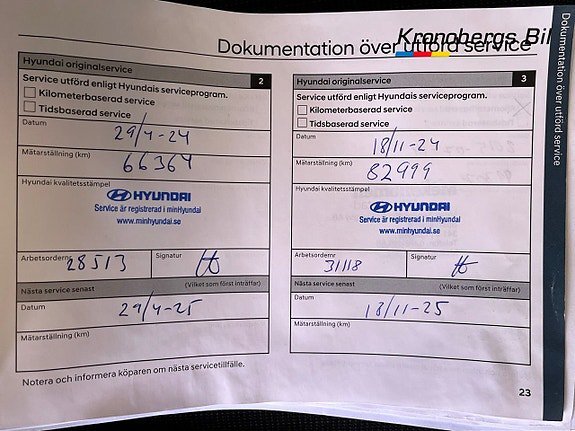 Kronobergs Bil
Dokumentation över utförd service
Hyundai originalservice 2
Service utförd enligt Hyundais serviceprogram.
Kilometerbaserad service
Tidsbaserad service
Datum
29/4-24
Mätarställning (km)
66364
Hyundai kvalitetsstämpel
HYUNDAI
Service är registrerad i minHyundai
www.minhyundai.se
Arbetsordernr
28513
Signatur
Nästa service senast (Vilket som först inträffar)
Datum
29/4-25
Mätarställning (km)
Notera och informera köparen om nästa servicetillfälle.
Hyundai originalservice 3
Service utförd enligt Hyundais serviceprogram.
Kilometerbaserad service
Tidsbaserad service
Datum
18/11-24
Mätarställning (km)
82999
Hyundai kvalitetsstämpel
HYUNDAI
Service är registrerad i minHyundai
www.minhyundai.se
Arbetsordernr
31118
Signatur
Nästa service senast (Vilket som först inträffar)
Datum
18/11-25
Mätarställning (km)
23
Dokumentation över utförd service